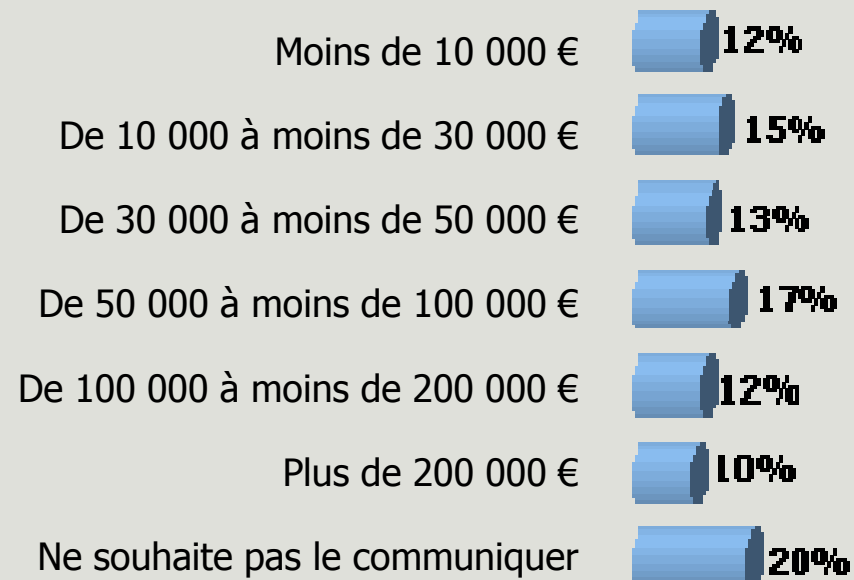 Moins de 10 000 € 12%
De 10 000 à moins de 30 000 € 15%
De 30 000 à moins de 50 000 € 13%
De 50 000 à moins de 100 000 € 17%
De 100 000 à moins de 200 000 € 12%
Plus de 200 000 € 10%
Ne souhaite pas le communiquer 20%